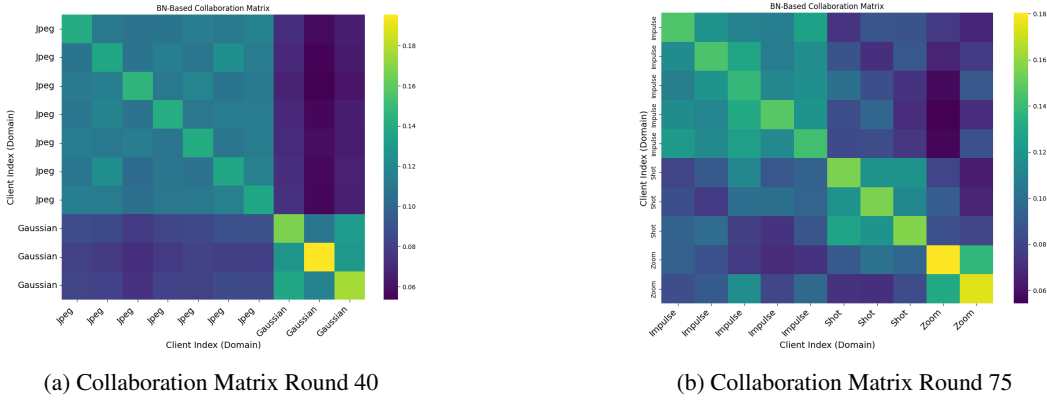 BN-Based Collaboration Matrix
Jpeg
Jpeg
Jpeg
Jpeg
Jpeg
Jpeg
Jpeg
Gaussian
Gaussian
Gaussian
Client Index (Domain)
Jpeg
Jpeg
Jpeg
Jpeg
Jpeg
Jpeg
Jpeg
Gaussian
Gaussian
Gaussian
Client Index (Domain)
0.18
0.16
0.14
0.12
0.10
0.08
0.06
(a) Collaboration Matrix Round 40
BN-Based Collaboration Matrix
Impulse
Impulse
Impulse
Impulse
Impulse
Shot
Shot
Shot
Zoom
Zoom
Client Index (Domain)
Impulse
Impulse
Impulse
Impulse
Impulse
Shot
Shot
Shot
Zoom
Zoom
Client Index (Domain)
0.18
0.16
0.14
0.12
0.10
0.08
0.06
(b) Collaboration Matrix Round 75